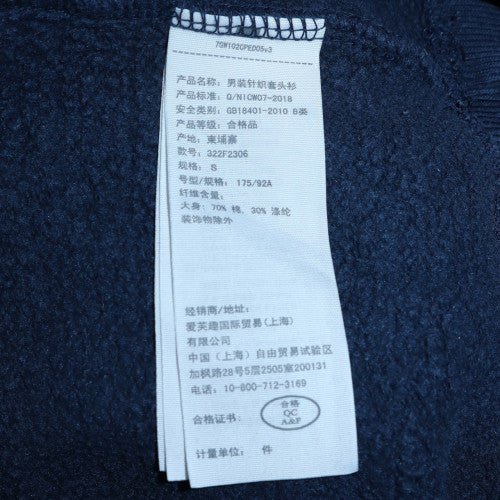 7GW102GPED05v3
产品名称：男装针织套头衫
产品标准：Q/NICW07-2018
安全类别：GB18401-2010 B类
产品等级：合格品
产地：柬埔寨
款号：322F2306
规格：S
号型/规格：175/92A
纤维含量：
大身：70% 棉，30% 涤纶
装饰物除外
经销商/地址：
爱芙趣国际贸易(上海)
有限公司
中国（上海）自由贸易试验区
加枫路28号5层2505室200131
电话：10-800-712-3169
合格证书：
合格
QC
A&F
计量单位：件